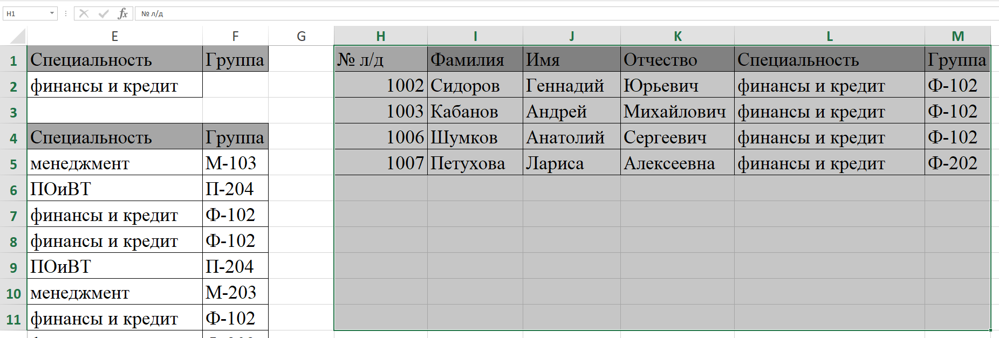 H1 fx № л/д
E F G H I J K L M
1 Специальность Группа № л/д Фамилия Имя Отчество Специальность Группа
2 финансы и кредит 1002 Сидоров Геннадий Юрьевич финансы и кредит Ф-102
3 1003 Кабанов Андрей Михайлович финансы и кредит Ф-102
4 Специальность Группа 1006 Шумков Анатолий Сергеевич финансы и кредит Ф-102
5 менеджмент М-103 1007 Петухова Лариса Алексеевна финансы и кредит Ф-202
6 ПОиВТ П-204
7 финансы и кредит Ф-102
8 финансы и кредит Ф-102
9 ПОиВТ П-204
10 менеджмент М-203
11 финансы и кредит Ф-102